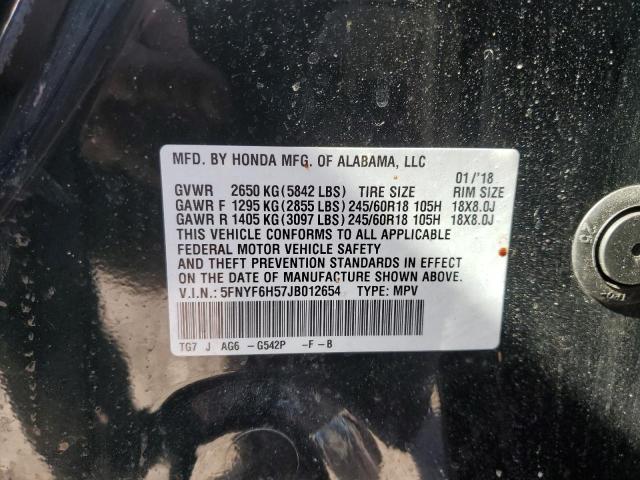 MFD. BY HONDA MFG. OF ALABAMA, LLC
01/'18
GVWR 2650 KG (5842 LBS) TIRE SIZE RIM SIZE
GAWR F 1295 KG (2855 LBS) 245/60R18 105H 18X8.0J
GAWR R 1405 KG (3097 LBS) 245/60R18 105H 18X8.0J
THIS VEHICLE CONFORMS TO ALL APPLICABLE
FEDERAL MOTOR VEHICLE SAFETY
AND THEFT PREVENTION STANDARDS IN EFFECT
ON THE DATE OF MANUFACTURE SHOWN ABOVE.
V.I.N.: 5FNYF6H57JB012654 TYPE: MPV
TG7 J AG6 - G542P -F-B